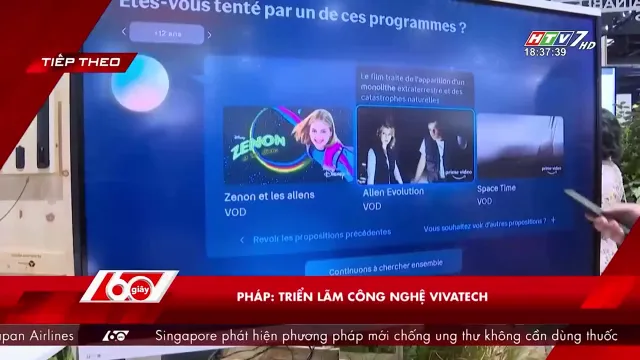 Êtes-vous tenté par un de ces programmes ?
+12 ans
TIẾP THEO
HTV7 HD
18:37:39
Le film traite de l'apparition d'un
monolithe extraterrestre et des
catastrophes naturelles
Disney
ZENON
Disney
prime video
prime video
Zenon et les aliens
VOD
Alien Evolution
VOD
Space Time
VOD
Revoir les propositions précédentes
Vous souhaitez voir d'autres propositions ? +
Continuons à chercher ensemble
60 giây
PHÁP: TRIỂN LÃM CÔNG NGHỆ VIVATECH
apan Airlines
60
Singapore phát hiện phương pháp mới chống ung thư không cần dùng thuốc